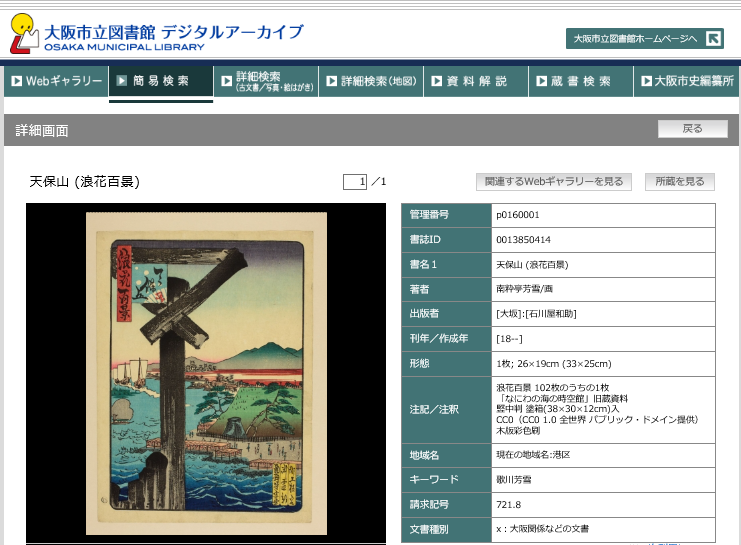 大阪市立図書館 デジタルアーカイブ
OSAKA MUNICIPAL LIBRARY
大阪市立図書館ホームページへ
Webギャラリー
簡易検索
詳細検索
(古文書/写真・絵はがき)
詳細検索(地図)
資料解説
蔵書検索
大阪市史編纂所
詳細画面
戻る
天保山 (浪花百景)
1 /1
関連するWebギャラリーを見る
所蔵を見る
管理番号 p0160001
書誌ID 0013850414
書名1 天保山 (浪花百景)
著者 南粋亭芳雪/画
出版者 [大坂]:[石川屋和助]
刊年/作成年 [18--]
形態 1枚; 26×19cm (33×25cm)
注記/注釈
浪花百景 102枚のうちの1枚
「なにわの海の時空館」旧蔵資料
竪中判 塗箱(38×30×12cm)入
CC0(CC0 1.0 全世界 パブリック・ドメイン提供)
木版彩色刷
地域名 現在の地域名:港区
キーワード 歌川芳雪
請求記号 721.8
文書種別 x:大阪関係などの文書